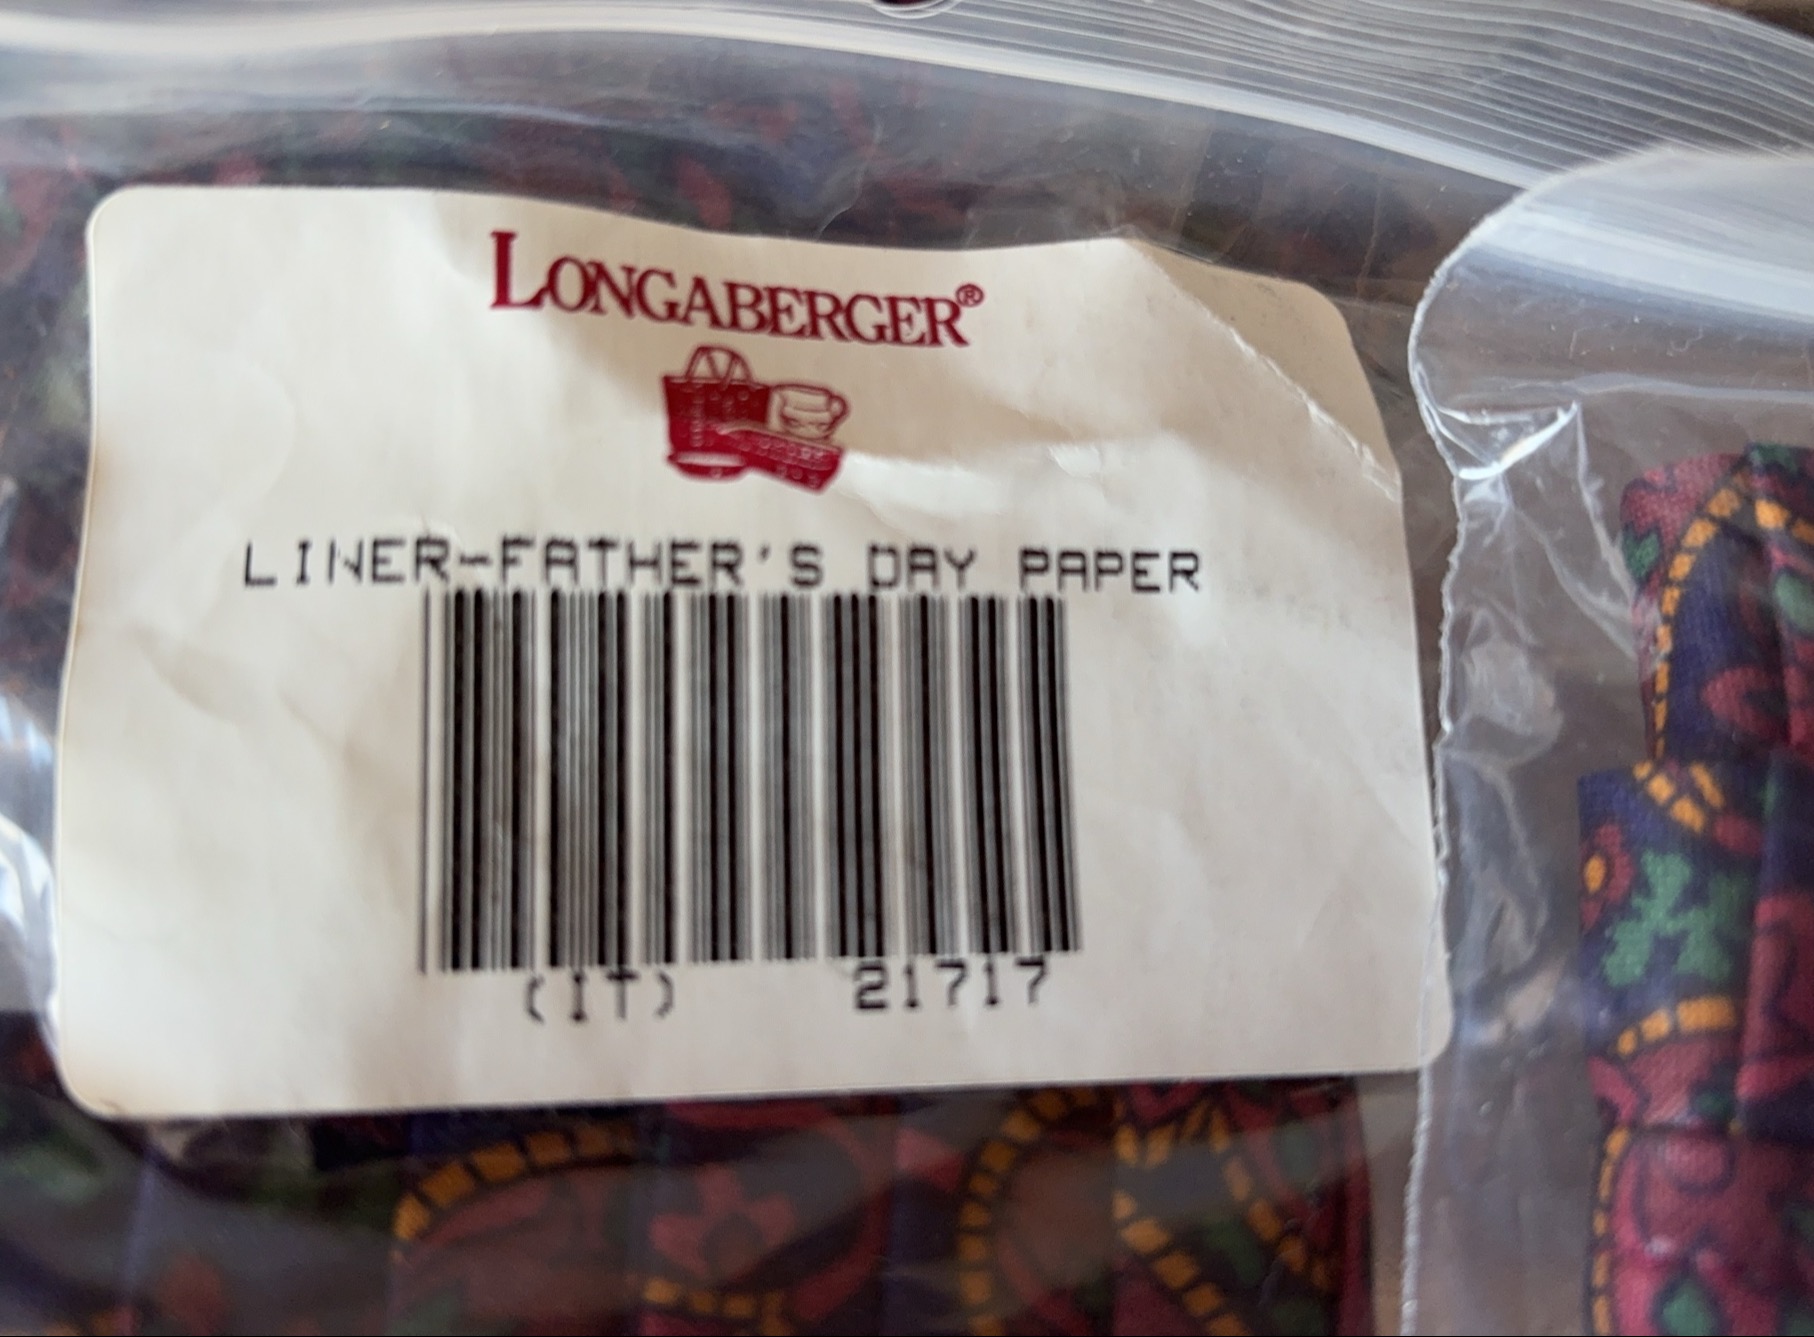 LONGABERGER®
LINER-FATHER'S DAY PAPER
(IT) 21717